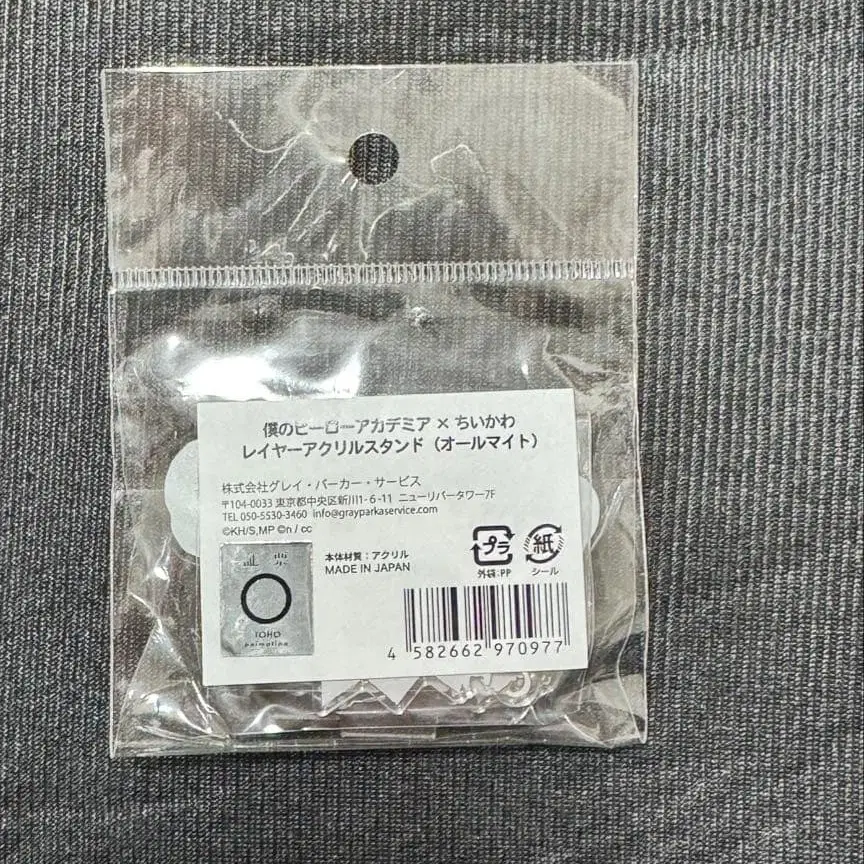 僕のヒーローアカデミア × ちいかわ
レイヤーアクリルスタンド（オールマイト）
株式会社グレイ・パーカー・サービス
〒104-0033 東京都中央区新川1-6-11 ニューリバータワー7F
TEL 050-5530-3460 info@grayparkaservice.com
©KH/S,MP ©n / cc
TOHO
animation
本体材質：アクリル
MADE IN JAPAN
プラ
外袋:PP
紙
シール
4 582662 970977